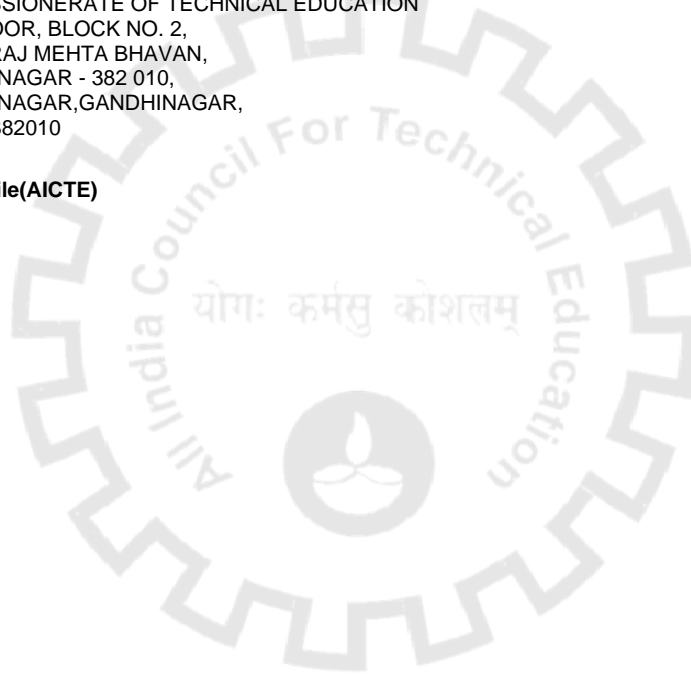 SSIONERATE OF TECHNICAL EDUCATION
OOR, BLOCK NO. 2,
RAJ MEHTA BHAVAN,
NAGAR - 382 010,
NAGAR,GANDHINAGAR,
382010
ile(AICTE)
All India Council For Technical Education
योगः कर्मसु कोशलम्